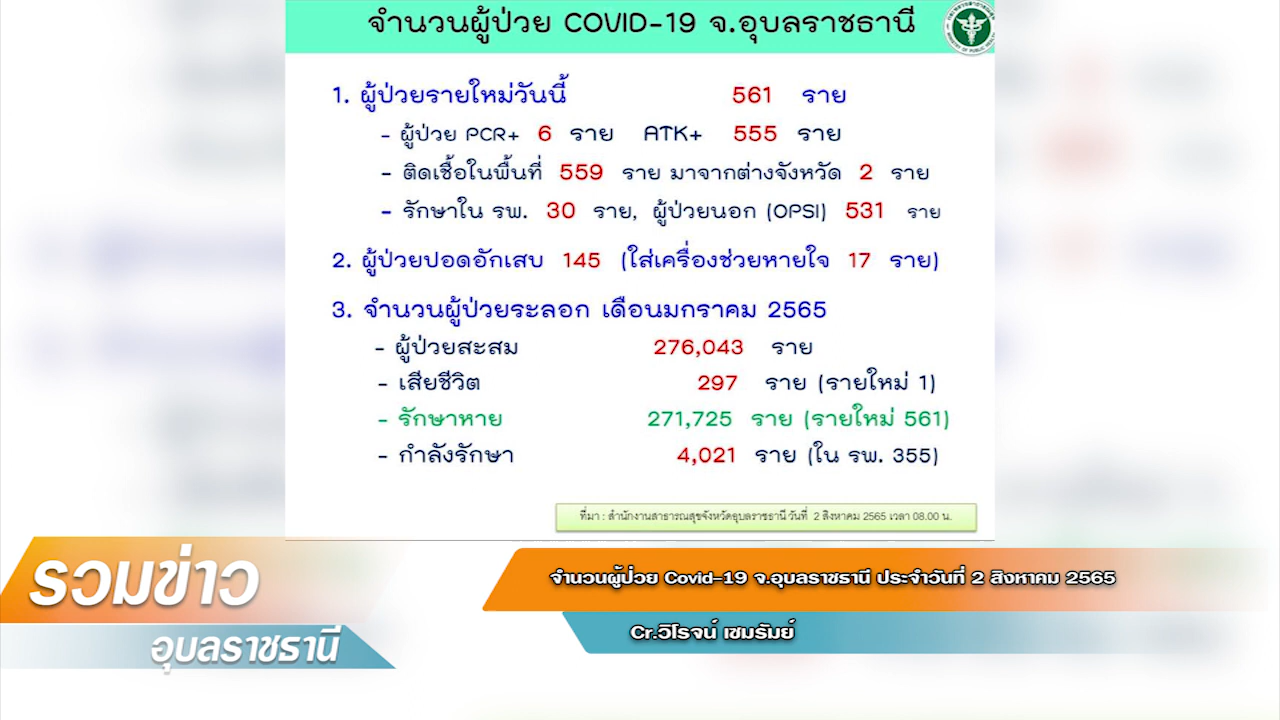 จำนวนผู้ป่วย COVID-19 จ.อุบลราชธานี
1. ผู้ป่วยรายใหม่วันนี้ 561 ราย
- ผู้ป่วย PCR+ 6 ราย ATK+ 555 ราย
- ติดเชื้อในพื้นที่ 559 ราย มาจากต่างจังหวัด 2 ราย
- รักษาใน รพ. 30 ราย, ผู้ป่วยนอก (OPSI) 531 ราย
2. ผู้ป่วยปอดอักเสบ 145 (ใส่เครื่องช่วยหายใจ 17 ราย)
3. จำนวนผู้ป่วยระลอก เดือนมกราคม 2565
- ผู้ป่วยสะสม 276,043 ราย
- เสียชีวิต 297 ราย (รายใหม่ 1)
- รักษาหาย 271,725 ราย (รายใหม่ 561)
- กำลังรักษา 4,021 ราย (ใน รพ. 355)
ที่มา : สำนักงานสาธารณสุขจังหวัดอุบลราชธานี วันที่ 2 สิงหาคม 2565 เวลา 08.00 น.
รวมข่าว
อุบลราชธานี
จำนวนผู้ป่วย Covid-19 จ.อุบลราชธานี ประจำวันที่ 2 สิงหาคม 2565
Cr.วิโรจน์ เซมรัมย์